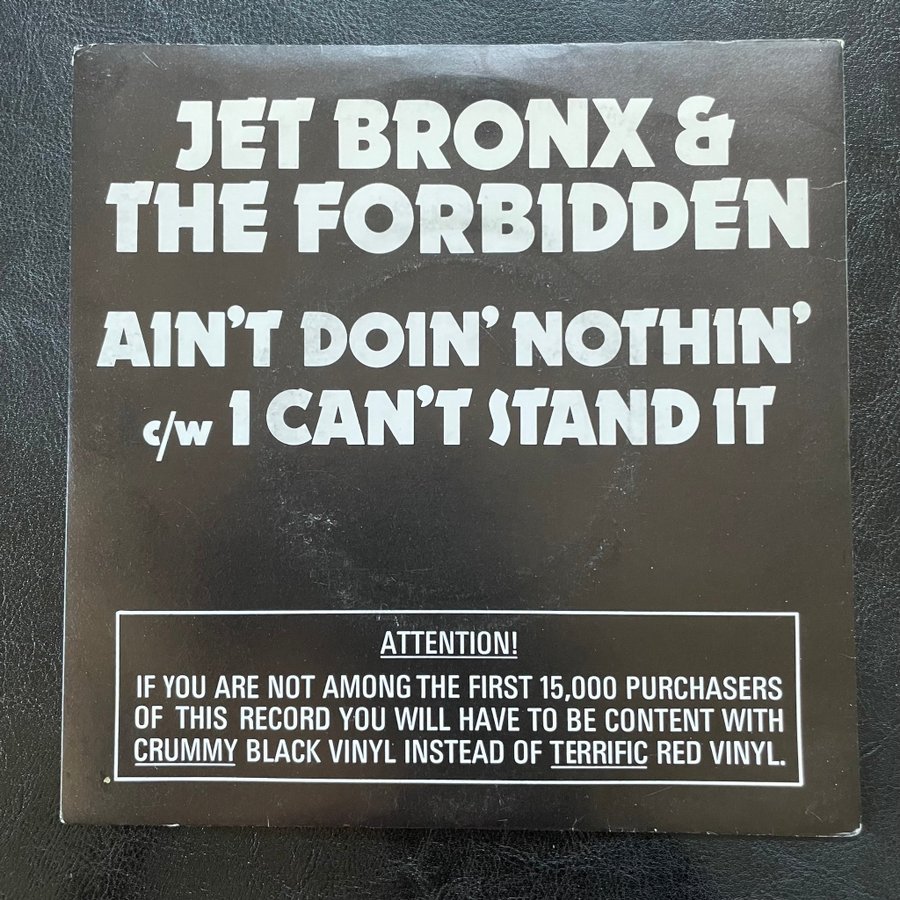 JET BRONX &
THE FORBIDDEN
AIN'T DOIN' NOTHIN'
c/w I CAN'T STAND IT
ATTENTION!
IF YOU ARE NOT AMONG THE FIRST 15,000 PURCHASERS
OF THIS RECORD YOU WILL HAVE TO BE CONTENT WITH
CRUMMY BLACK VINYL INSTEAD OF TERRIFIC RED VINYL.